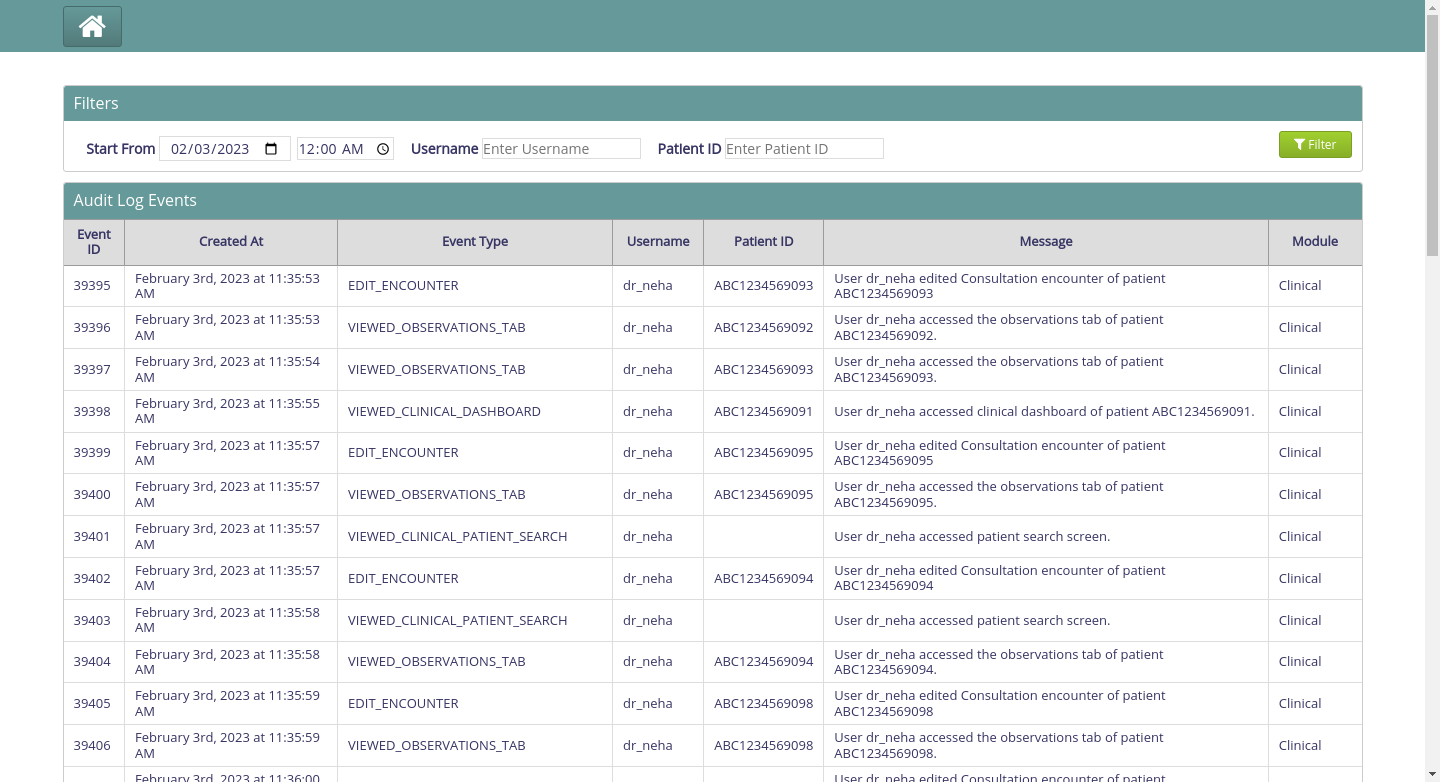 Filters
Start From 02/03/2023 12:00 AM Username Enter Username Patient ID Enter Patient ID Filter
Audit Log Events
Event ID Created At Event Type Username Patient ID Message Module
39395 February 3rd, 2023 at 11:35:53 AM EDIT_ENCOUNTER dr_neha ABC1234569093 User dr_neha edited Consultation encounter of patient ABC1234569093 Clinical
39396 February 3rd, 2023 at 11:35:53 AM VIEWED_OBSERVATIONS_TAB dr_neha ABC1234569092 User dr_neha accessed the observations tab of patient ABC1234569092. Clinical
39397 February 3rd, 2023 at 11:35:54 AM VIEWED_OBSERVATIONS_TAB dr_neha ABC1234569093 User dr_neha accessed the observations tab of patient ABC1234569093. Clinical
39398 February 3rd, 2023 at 11:35:55 AM VIEWED_CLINICAL_DASHBOARD dr_neha ABC1234569091 User dr_neha accessed clinical dashboard of patient ABC1234569091. Clinical
39399 February 3rd, 2023 at 11:35:57 AM EDIT_ENCOUNTER dr_neha ABC1234569095 User dr_neha edited Consultation encounter of patient ABC1234569095 Clinical
39400 February 3rd, 2023 at 11:35:57 AM VIEWED_OBSERVATIONS_TAB dr_neha ABC1234569095 User dr_neha accessed the observations tab of patient ABC1234569095. Clinical
39401 February 3rd, 2023 at 11:35:57 AM VIEWED_CLINICAL_PATIENT_SEARCH dr_neha User dr_neha accessed patient search screen. Clinical
39402 February 3rd, 2023 at 11:35:57 AM EDIT_ENCOUNTER dr_neha ABC1234569094 User dr_neha edited Consultation encounter of patient ABC1234569094 Clinical
39403 February 3rd, 2023 at 11:35:58 AM VIEWED_CLINICAL_PATIENT_SEARCH dr_neha User dr_neha accessed patient search screen. Clinical
39404 February 3rd, 2023 at 11:35:58 AM VIEWED_OBSERVATIONS_TAB dr_neha ABC1234569094 User dr_neha accessed the observations tab of patient ABC1234569094. Clinical
39405 February 3rd, 2023 at 11:35:59 AM EDIT_ENCOUNTER dr_neha ABC1234569098 User dr_neha edited Consultation encounter of patient ABC1234569098 Clinical
39406 February 3rd, 2023 at 11:35:59 AM VIEWED_OBSERVATIONS_TAB dr_neha ABC1234569098 User dr_neha accessed the observations tab of patient ABC1234569098. Clinical
February 3rd, 2023 at 11:36:00 User dr_neha edited Consultation encounter of patient